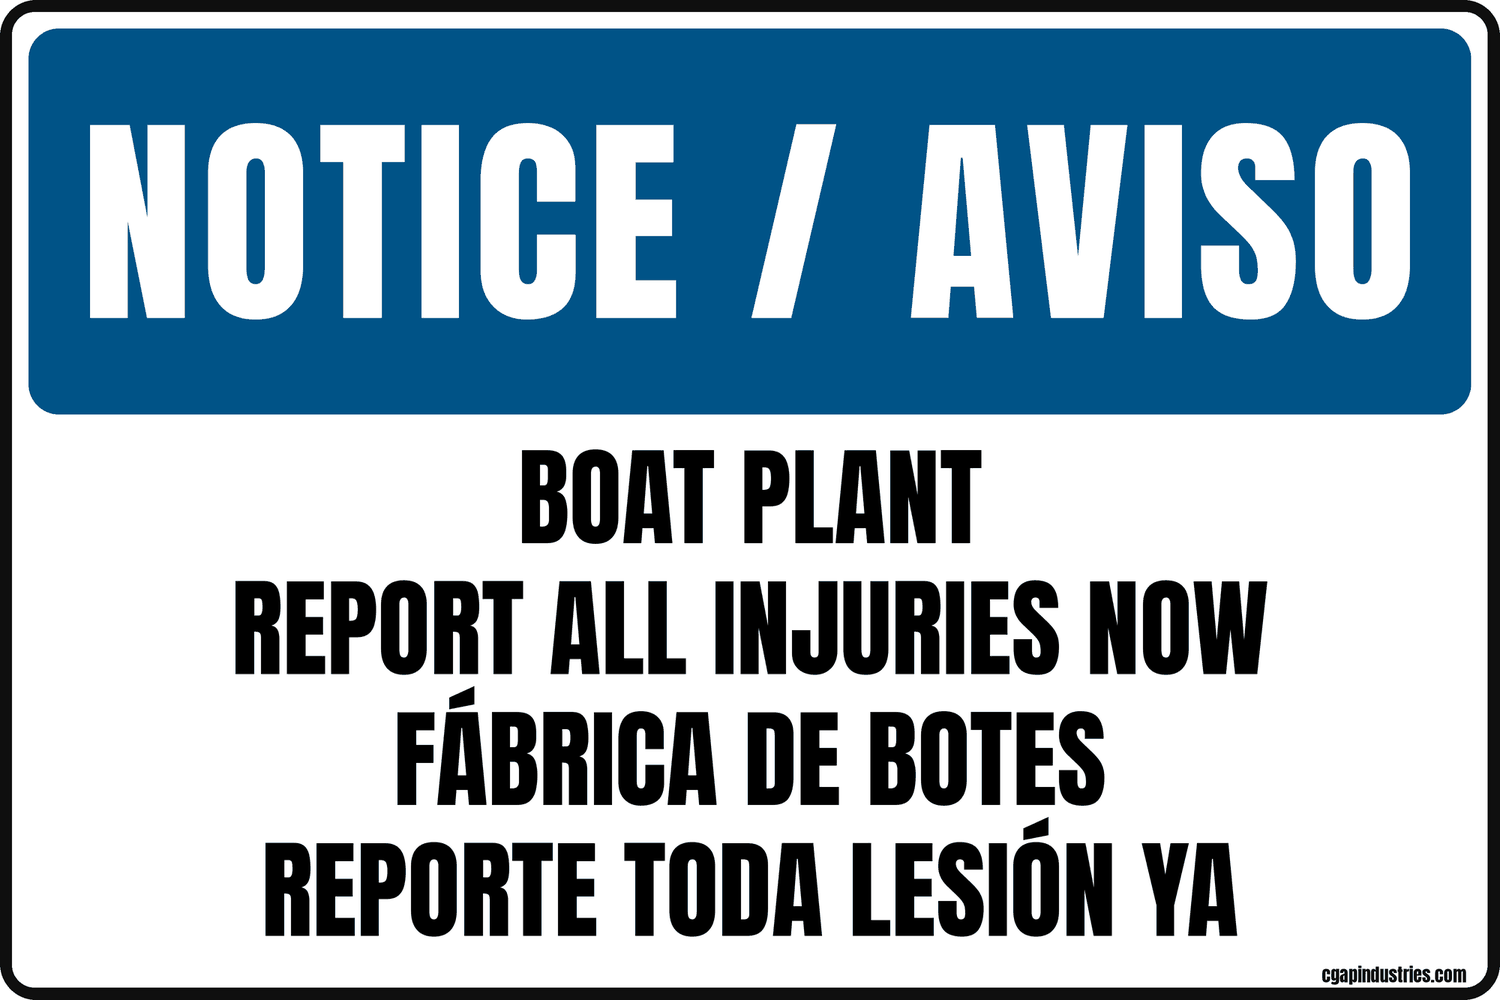 NOTICE / AVISO
BOAT PLANT
REPORT ALL INJURIES NOW
FÁBRICA DE BOTES
REPORTE TODA LESIÓN YA
cgapindustries.com